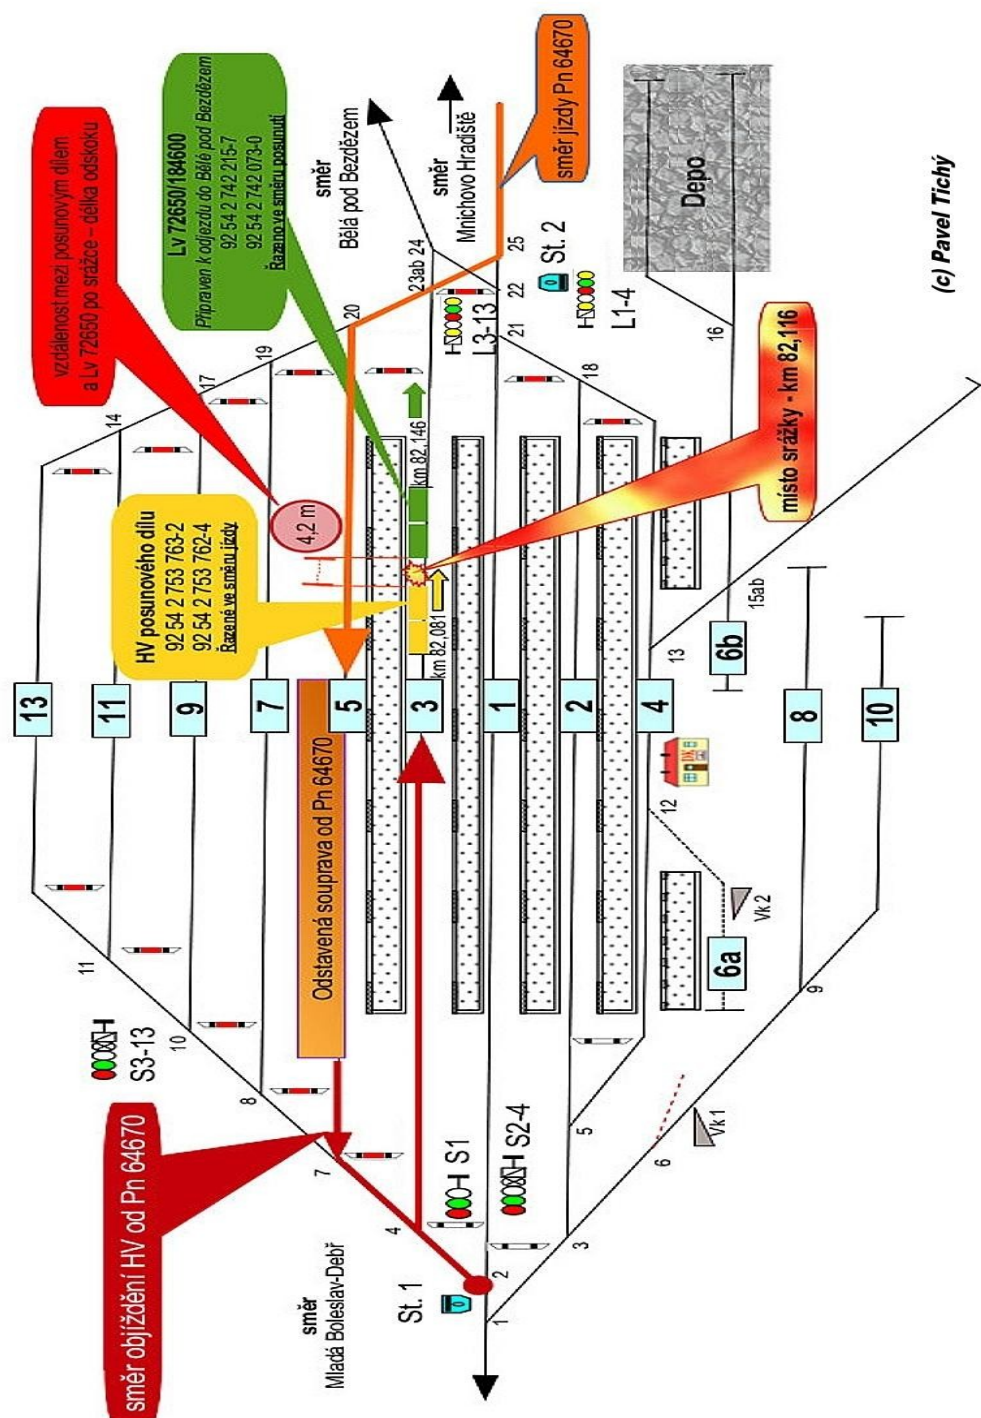 směr objíždění HV od Pn 64670
vzdálenost mezi posunovým dílem
a Lv 72650 po srážce – délka odskoku
Lv 72650/184600
Připraven k odjezdu do Bělé pod Bezdězem
92 54 2 742 215-7
92 54 2 742 073-0
Řazeno ve směru posunutí
HV posunového dílu
92 54 2 753 763-2
92 54 2 753 762-4
Řazené ve směru jízdy
4,2 m
S3-13
11
10
8
7
4
13
11
9
7
5
3
1
2
4
6b
8
10
6a
14
17
19
20
23ab
24
25
22
21
18
16
15ab
13
12
9
6
5
3
2
1
Odstavená souprava od Pn 64670
km 82,081
km 82,146
směr
Bělá pod Bezdězem
směr
Mnichovo Hradiště
směr jízdy Pn 64670
L3-13
St. 2
L1-4
Depo
místo srážky - km 82,116
směr
Mladá Boleslav-Debř
St. 1
S1
S2-4
Vk1
Vk 2
DK
(c) Pavel Tichý